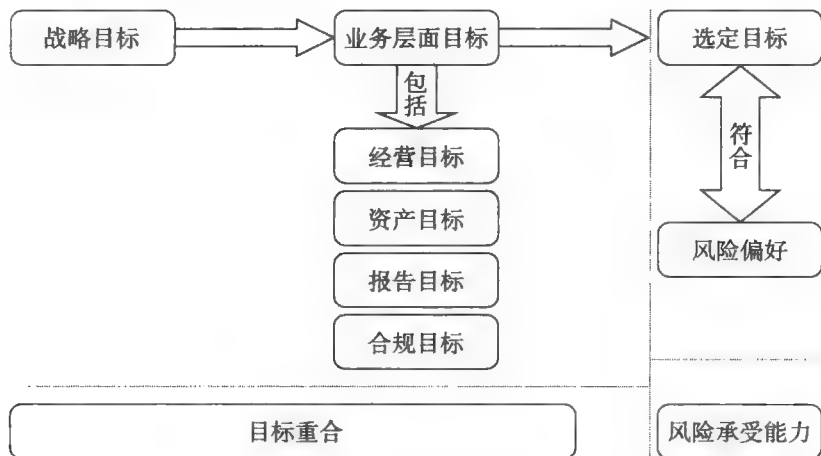 战略目标
业务层面目标
选定目标
包括
符合
经营目标
资产目标
报告目标
合规目标
风险偏好
目标重合
风险承受能力